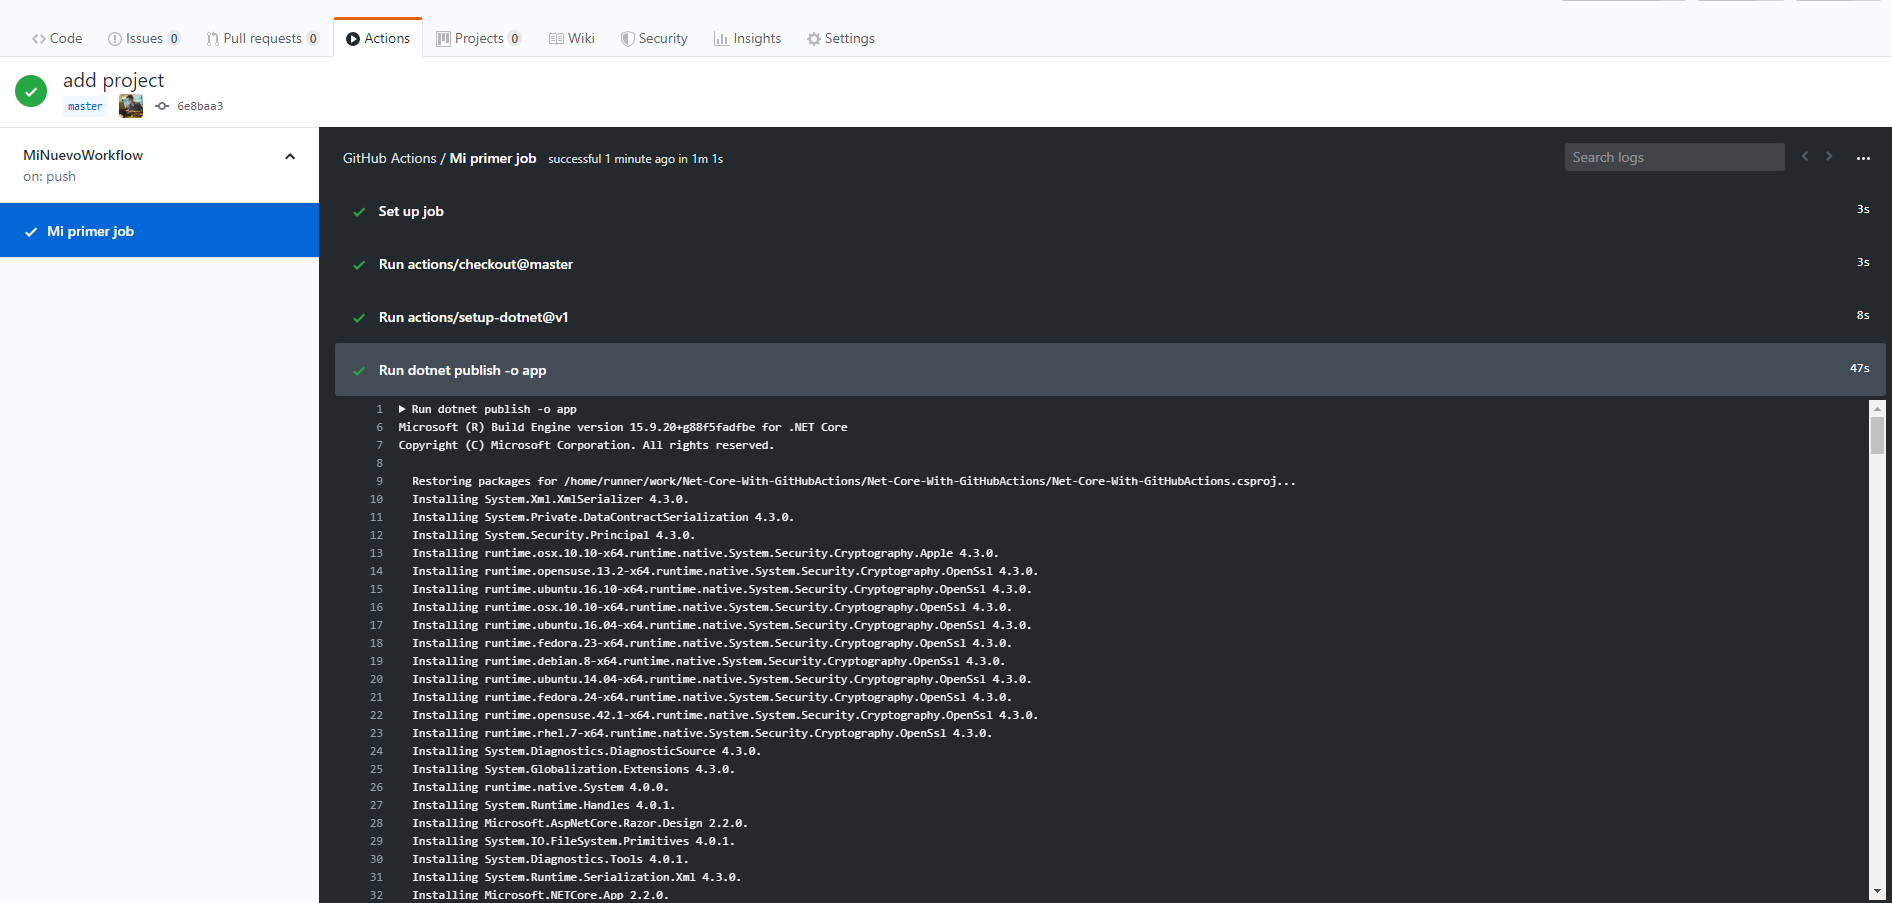 Code Issues 0 Pull requests 0 Actions Projects 0 Wiki Security Insights Settings
add project
master 6e8baa3
MiNuevoWorkflow
on: push
Mi primer job
GitHub Actions / Mi primer job successful 1 minute ago in 1m 1s Search logs
Set up job 3s
Run actions/checkout@master 3s
Run actions/setup-dotnet@v1 8s
Run dotnet publish -o app 47s
1 Run dotnet publish -o app
6 Microsoft (R) Build Engine version 15.9.20+g88f5fadfbe for .NET Core
7 Copyright (C) Microsoft Corporation. All rights reserved.
8
9 Restoring packages for /home/runner/work/Net-Core-With-GitHubActions/Net-Core-With-GitHubActions/Net-Core-With-GitHubActions.csproj...
10 Installing System.Xml.XmlSerializer 4.3.0.
11 Installing System.Private.DataContractSerialization 4.3.0.
12 Installing System.Security.Principal 4.3.0.
13 Installing runtime.osx.10.10-x64.runtime.native.System.Security.Cryptography.Apple 4.3.0.
14 Installing runtime.opensuse.13.2-x64.runtime.native.System.Security.Cryptography.OpenSsl 4.3.0.
15 Installing runtime.ubuntu.16.10-x64.runtime.native.System.Security.Cryptography.OpenSsl 4.3.0.
16 Installing runtime.osx.10.10-x64.runtime.native.System.Security.Cryptography.OpenSsl 4.3.0.
17 Installing runtime.ubuntu.16.04-x64.runtime.native.System.Security.Cryptography.OpenSsl 4.3.0.
18 Installing runtime.fedora.23-x64.runtime.native.System.Security.Cryptography.OpenSsl 4.3.0.
19 Installing runtime.debian.8-x64.runtime.native.System.Security.Cryptography.OpenSsl 4.3.0.
20 Installing runtime.ubuntu.14.04-x64.runtime.native.System.Security.Cryptography.OpenSsl 4.3.0.
21 Installing runtime.fedora.24-x64.runtime.native.System.Security.Cryptography.OpenSsl 4.3.0.
22 Installing runtime.opensuse.42.1-x64.runtime.native.System.Security.Cryptography.OpenSsl 4.3.0.
23 Installing runtime.rhel.7-x64.runtime.native.System.Security.Cryptography.OpenSsl 4.3.0.
24 Installing System.Diagnostics.DiagnosticSource 4.3.0.
25 Installing System.Globalization.Extensions 4.3.0.
26 Installing runtime.native.System 4.0.0.
27 Installing System.Runtime.Handles 4.0.1.
28 Installing Microsoft.AspNetCore.Razor.Design 2.2.0.
29 Installing System.IO.FileSystem.Primitives 4.0.1.
30 Installing System.Diagnostics.Tools 4.0.1.
31 Installing System.Runtime.Serialization.Xml 4.3.0.
32 Installing Microsoft.NETCore.App 2.2.0.